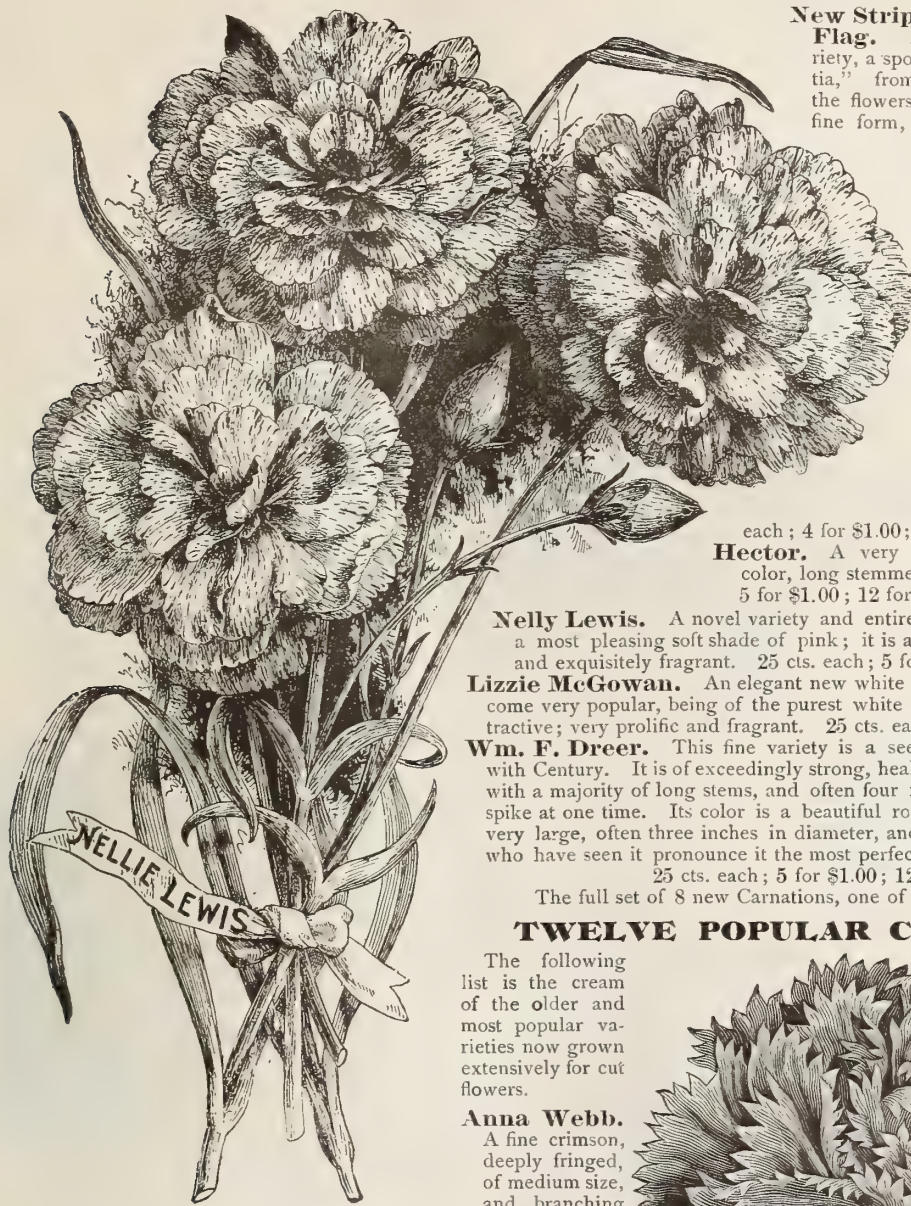 New Strip
Flag.
riety, a spo
tia," from
the flowers
fine form,
each ; 4 for $1.00;
Hector. A very
color, long stemme
5 for $1.00 ; 12 for
Nelly Lewis. A novel variety and entire
a most pleasing soft shade of pink; it is a
and exquisitely fragrant. 25 cts. each ; 5 fo
Lizzie McGowan. An elegant new white
come very popular, being of the purest white
tractive; very prolific and fragrant. 25 cts. ea
Wm. F. Dreer. This fine variety is a see
with Century. It is of exceedingly strong, heal
with a majority of long stems, and often four
spike at one time. Its color is a beautiful ro
very large, often three inches in diameter, and
who have seen it pronounce it the most perfec
25 cts. each ; 5 for $1.00 ; 12
The full set of 8 new Carnations, one of
NELLIE LEWIS
TWELVE POPULAR C
The following
list is the cream
of the older and
most popular va-
rieties now grown
extensively for cut
flowers.
Anna Webb.
A fine crimson,
deeply fringed,
of medium size,
and branching